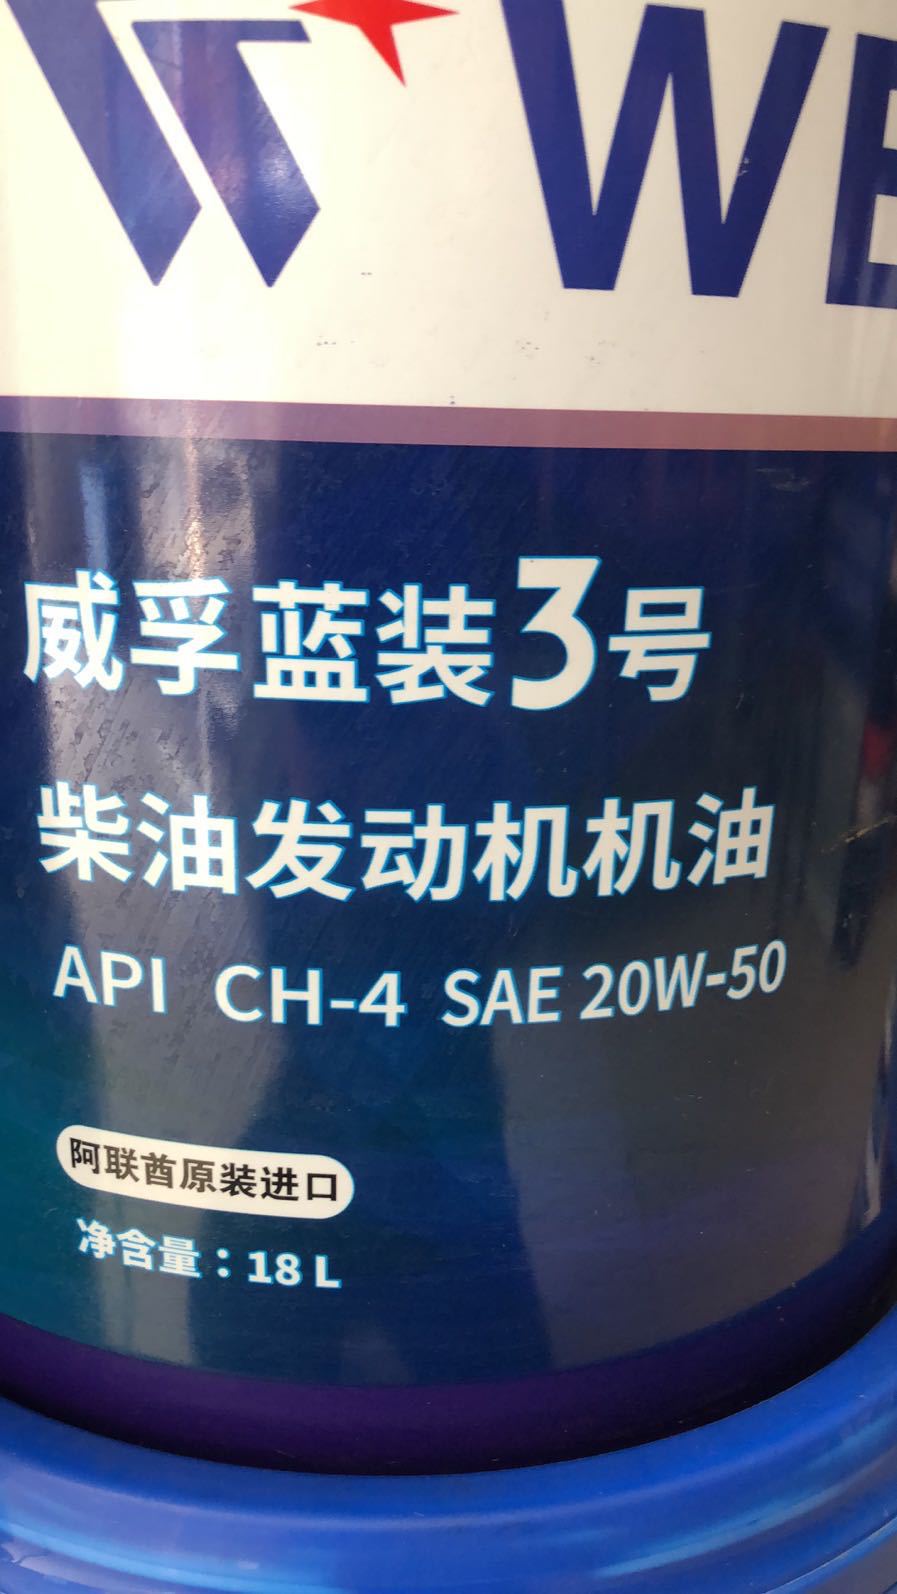 WE
威孚蓝装3号
柴油发动机机油
API CH-4 SAE 20W-50
阿联酋原装进口
净含量：18 L